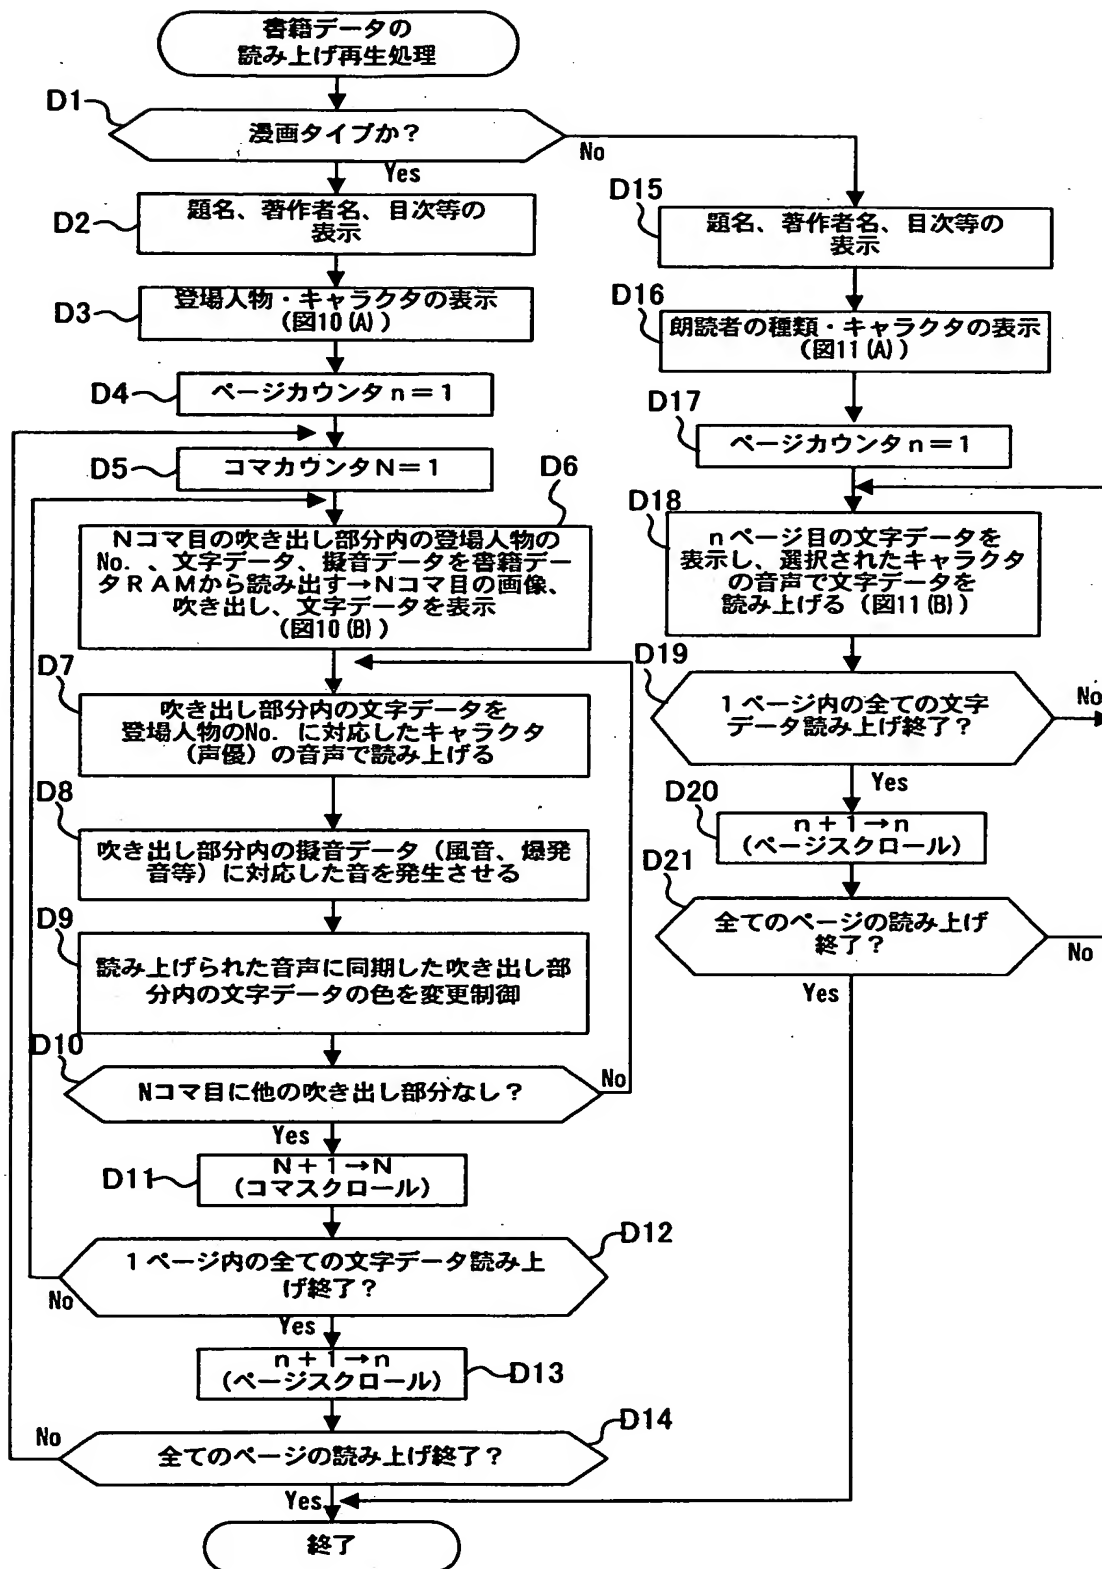 書籍データの
読み上げ再生処理
D1
漫画タイプか？
No
Yes
D2
題名、著作者名、目次等の
表示
D3
登場人物・キャラクタの表示
(図10(A))
D4
ページカウンタｎ＝１
D5
コマカウンタＮ＝１
D6
Ｎコマ目の吹き出し部分内の登場人物の
No.、文字データ、擬音データを書籍デー
タＲＡＭから読み出す→Ｎコマ目の画像、
吹き出し、文字データを表示
(図10(B))
D7
吹き出し部分内の文字データを
登場人物のNo.に対応したキャラクタ
(声優)の音声で読み上げる
D8
吹き出し部分内の擬音データ（風音、爆発
音等）に対応した音を発生させる
D9
読み上げられた音声に同期した吹き出し部
分内の文字データの色を変更制御
D10
Nコマ目に他の吹き出し部分なし？
No
Yes
D11
Ｎ＋１→Ｎ
(コマスクロール)
D12
１ページ内の全ての文字データ読み上
げ終了？
No
Yes
D13
ｎ＋１→ｎ
(ページスクロール)
D14
全てのページの読み上げ終了？
No
Yes
終了
D15
題名、著作者名、目次等の
表示
D16
朗読者の種類・キャラクタの表示
(図11(A))
D17
ページカウンタｎ＝１
D18
ｎページ目の文字データを
表示し、選択されたキャラクタ
の音声で文字データを
読み上げる（図11(B)）
D19
１ページ内の全ての文字
データ読み上げ終了？
No
Yes
D20
ｎ＋１→ｎ
(ページスクロール)
D21
全てのページの読み上げ
終了？
No
Yes